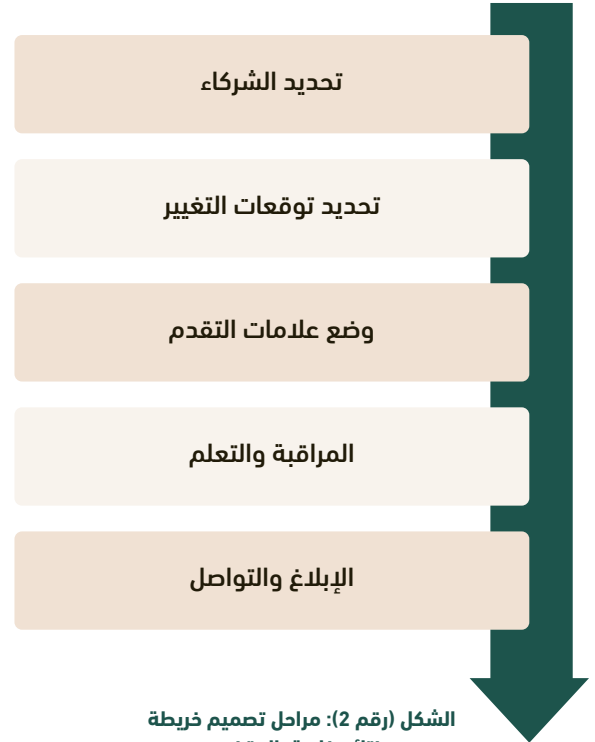 تحديد الشركاء
تحديد توقعات التغيير
وضع علامات التقدم
المراقبة والتعلم
الإبلاغ والتواصل
الشكل (رقم 2): مراحل تصميم خريطة